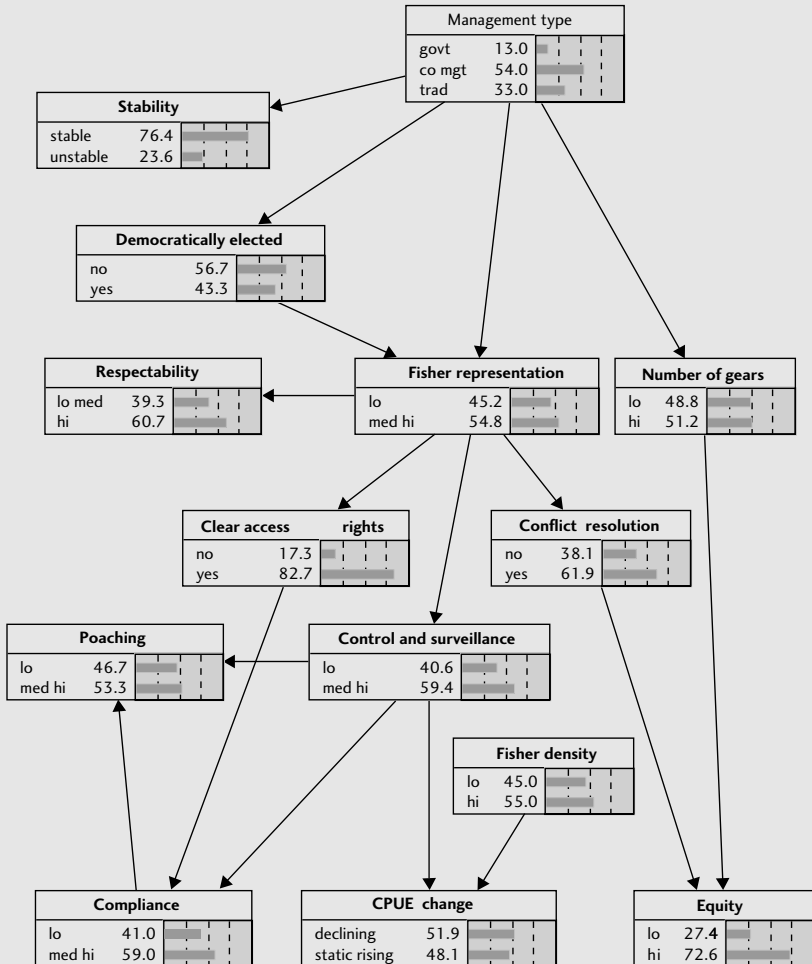 Management type
govt 13.0
co mgt 54.0
trad 33.0
Stability
stable 76.4
unstable 23.6
Democratically elected
no 56.7
yes 43.3
Respectability
lo med 39.3
hi 60.7
Fisher representation
lo 45.2
med hi 54.8
Number of gears
lo 48.8
hi 51.2
Clear access rights
no 17.3
yes 82.7
Conflict resolution
no 38.1
yes 61.9
Poaching
lo 46.7
med hi 53.3
Control and surveillance
lo 40.6
med hi 59.4
Fisher density
lo 45.0
hi 55.0
Compliance
lo 41.0
med hi 59.0
CPUE change
declining 51.9
static rising 48.1
Equity
lo 27.4
hi 72.6